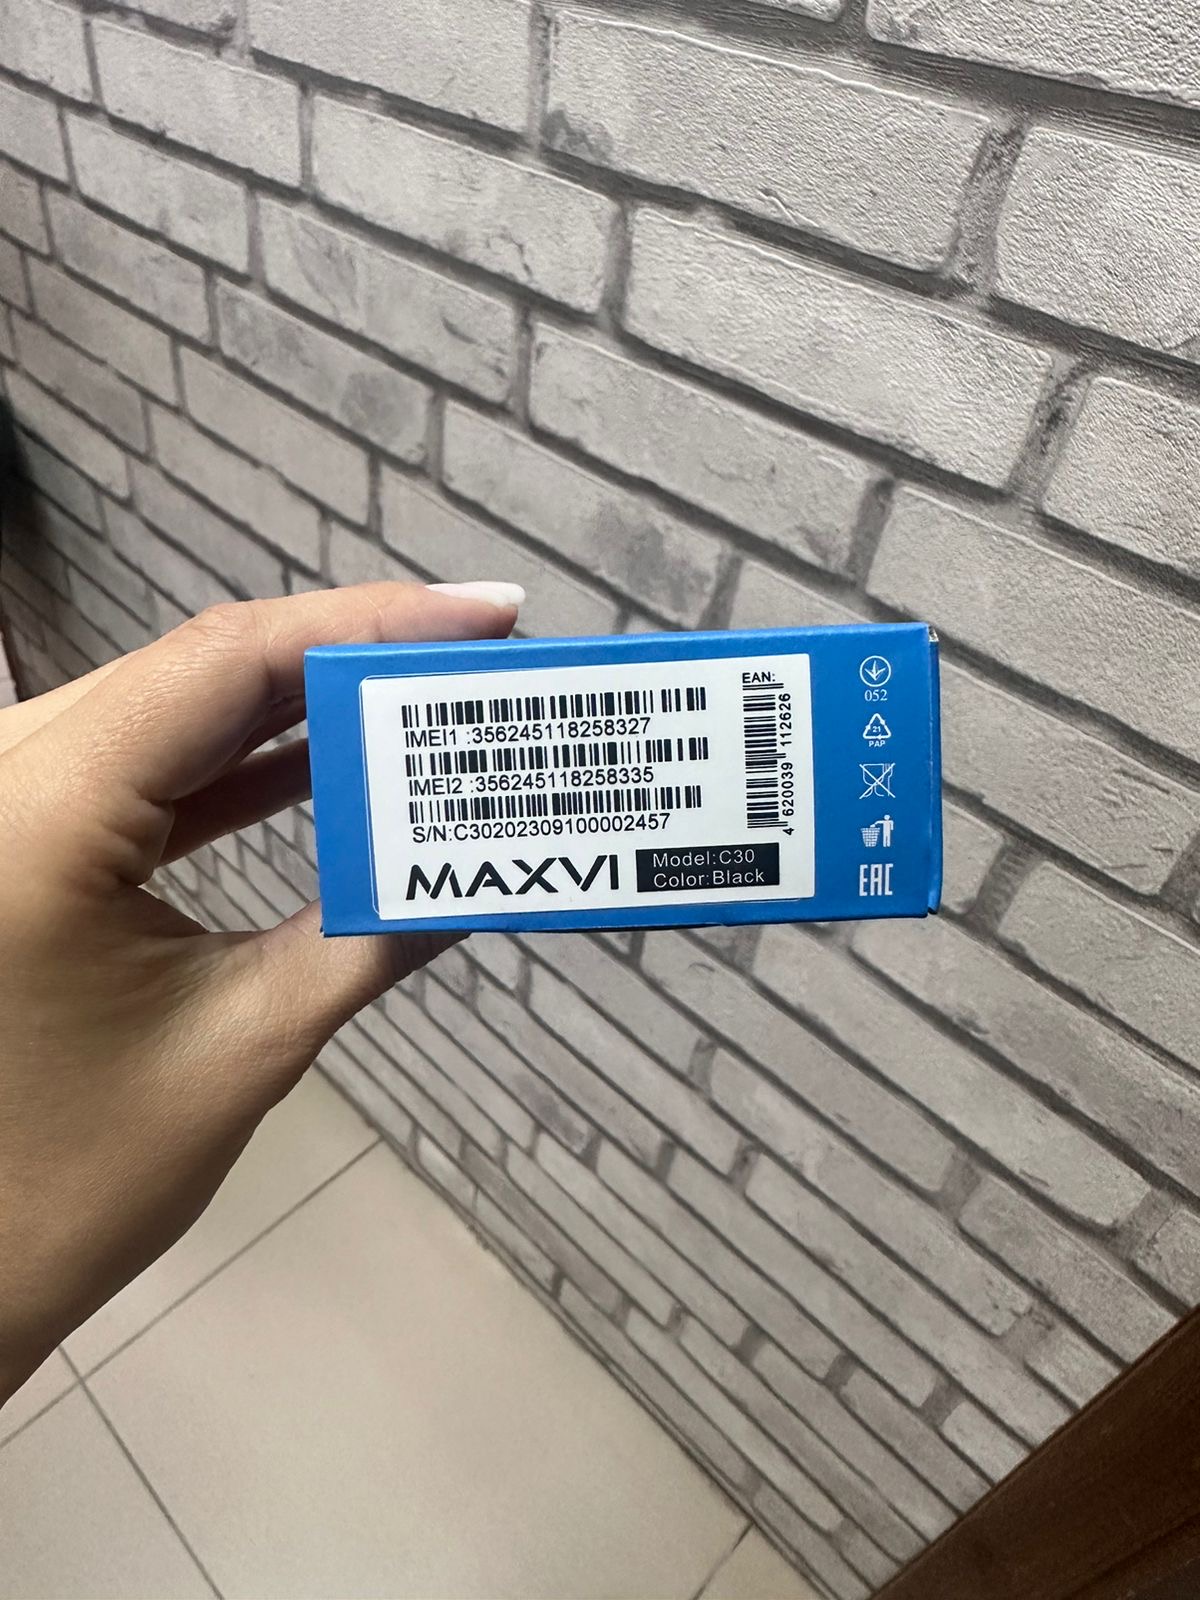 IMEI1 :356245118258327
IMEI2 :356245118258335
S/N:C30202309100002457
MAXVI
Model:C30
Color:Black
EAN:
4 620039 112626
052
21
PAP
EAC